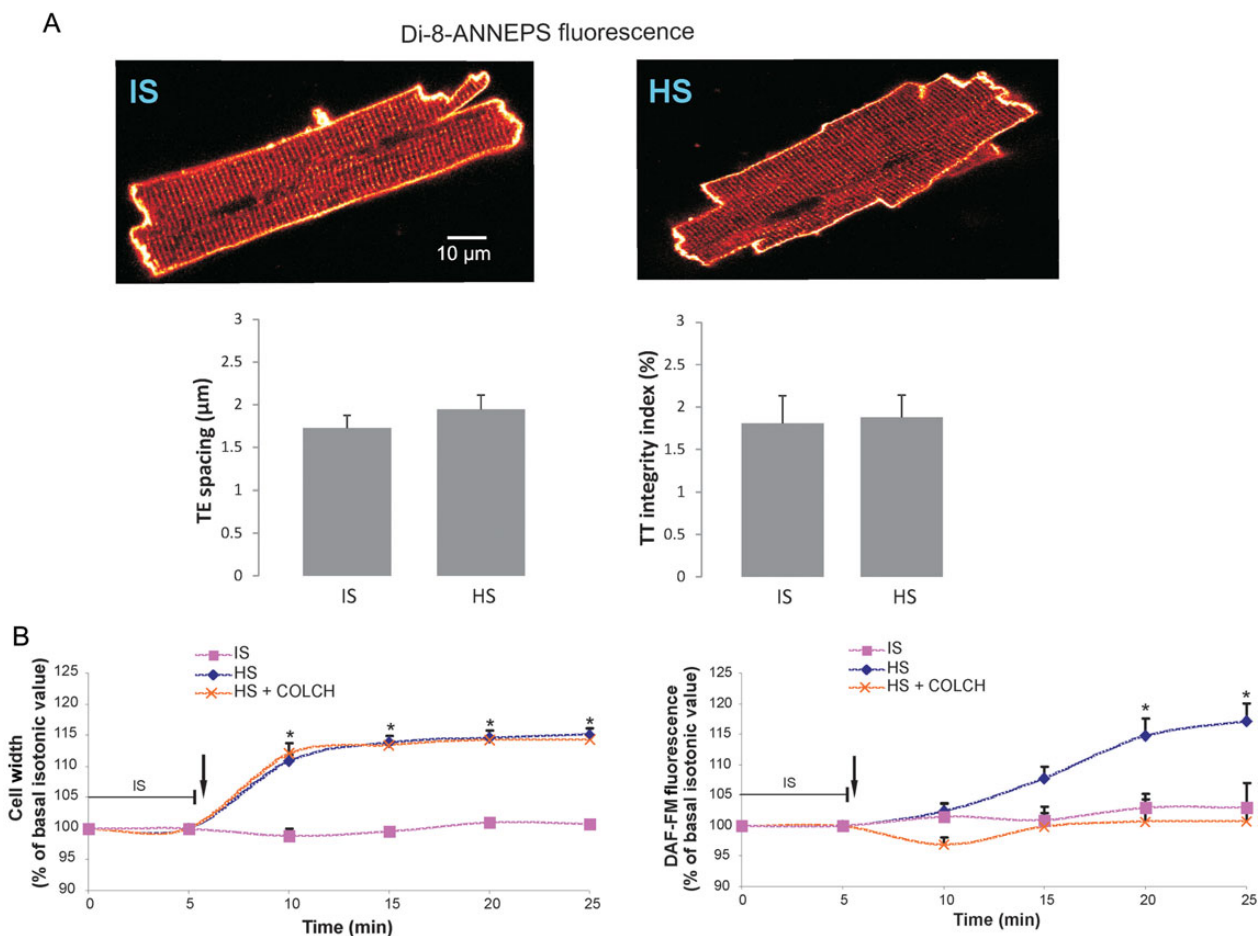 A
Di-8-ANNEPS fluorescence
IS
10 µm
HS
TE spacing (µm)
3
2.5
2
1.5
1
0.5
0
IS
HS
TT integrity index (%)
3
2.5
2
1.5
1
0.5
0
IS
HS
B
IS
HS
HS + COLCH
Cell width
(% of basal isotonic value)
125
120
115
110
105
100
95
90
IS
* * * *
0 5 10 15 20 25
Time (min)
IS
HS
HS + COLCH
DAF-FM fluorescence
(% of basal isotonic value)
125
120
115
110
105
100
95
90
IS
* *
0 5 10 15 20 25
Time (min)